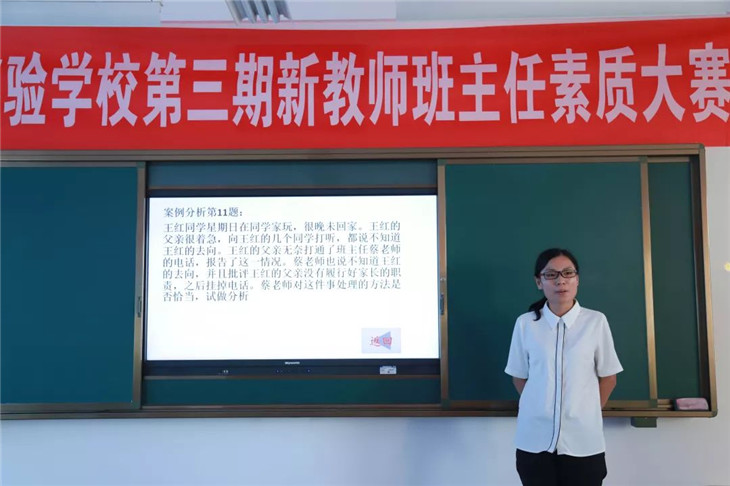 验学校第三期新教师班主任素质大赛
案例分析第11题：
王红同学星期日在同学家玩，很晚未回家。王红的
父亲很着急，向王红的几个同学打听，都说不知道
王红的去向。王红的父亲无奈打通了班主任蔡老师
的电话，报告了这一情况。蔡老师也说不知道王红
的去向，并且批评王红的父亲没有履行好家长的职
责，之后挂掉电话。蔡老师对这件事处理的方法是
否恰当，试做分析
返回